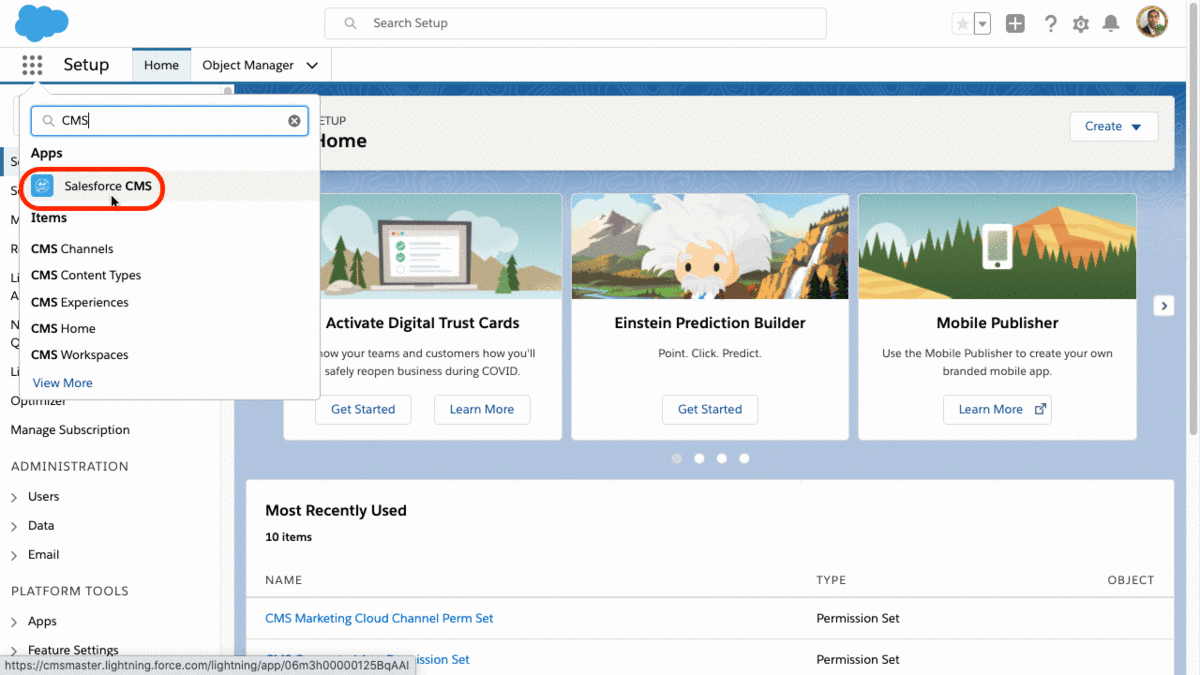 Search Setup
Setup
Home
Object Manager
CMS
Apps
Salesforce CMS
Items
CMS Channels
CMS Content Types
CMS Experiences
CMS Home
CMS Workspaces
View More
Optimizer
Manage Subscription
ADMINISTRATION
Users
Data
Email
PLATFORM TOOLS
Apps
Feature Settings
ETUP
Home
Create
Activate Digital Trust Cards
how your teams and customers how you'll
safely reopen business during COVID.
Get Started
Learn More
Einstein Prediction Builder
Point. Click. Predict.
Get Started
Mobile Publisher
Use the Mobile Publisher to create your own
branded mobile app.
Learn More
Most Recently Used
10 items
NAME TYPE OBJECT
CMS Marketing Cloud Channel Perm Set Permission Set
ission Set Permission Set
https://cmsmaster.lightning.force.com/lightning/app/06m3h00000125BqAAI